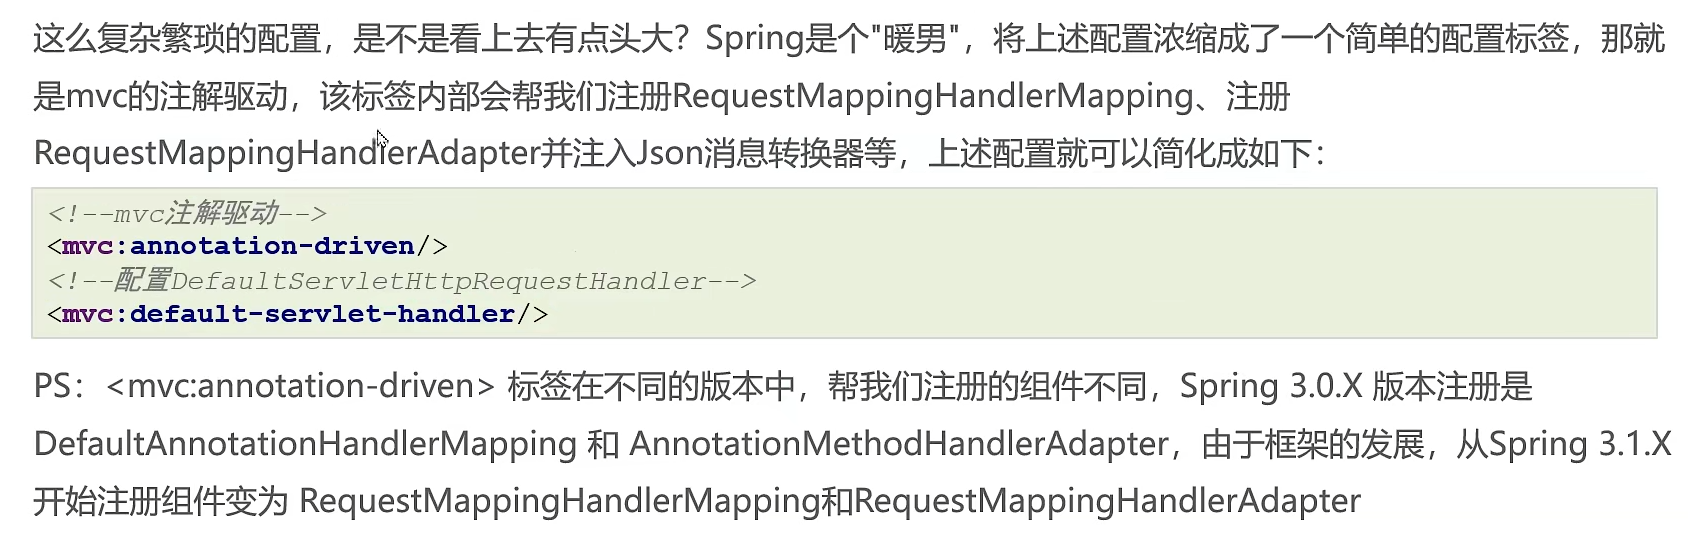 这么复杂繁琐的配置，是不是看上去有点头大？Spring是个"暖男"，将上述配置浓缩成了一个简单的配置标签，那就
是mvc的注解驱动，该标签内部会帮我们注册RequestMappingHandlerMapping、注册
RequestMappingHandlerAdapter并注入Json消息转换器等，上述配置就可以简化成如下：
<!--mvc注解驱动-->
<mvc:annotation-driven/>
<!--配置DefaultServletHttpRequestHandler-->
<mvc:default-servlet-handler/>
PS：<mvc:annotation-driven> 标签在不同的版本中，帮我们注册的组件不同，Spring 3.0.X 版本注册是
DefaultAnnotationHandlerMapping 和 AnnotationMethodHandlerAdapter，由于框架的发展，从Spring 3.1.X
开始注册组件变为 RequestMappingHandlerMapping和RequestMappingHandlerAdapter